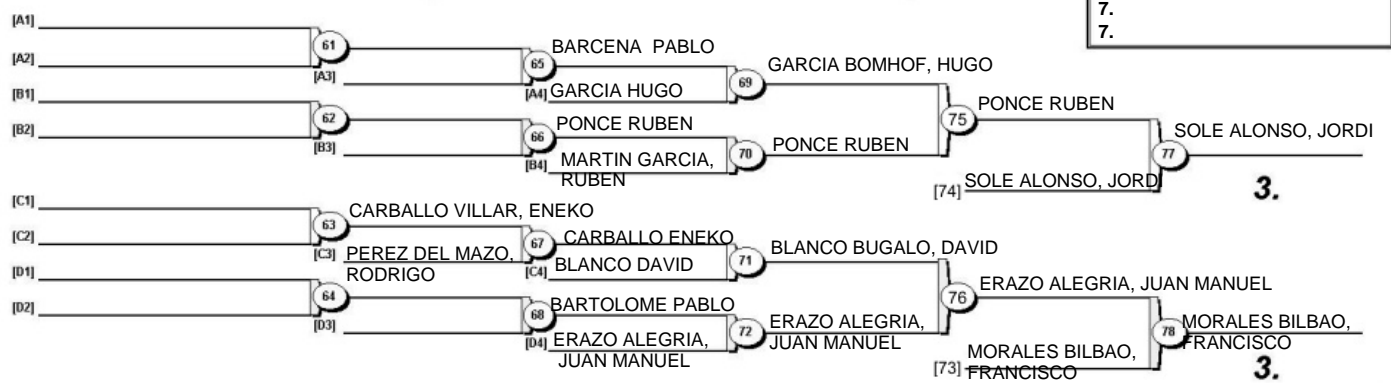 7.
7.
[A1]
61
BARCENA PABLO
[A2]
[A3]
65
GARCIA BOMHOF, HUGO
[A4] GARCIA HUGO
69
[B1]
62
PONCE RUBEN
75
PONCE RUBEN
[B2]
[B3]
66
[B4] MARTIN GARCIA,
RUBEN
70
PONCE RUBEN
77
SOLE ALONSO, JORDI
[74] SOLE ALONSO, JORDI
3.
[C1]
63
CARBALLO VILLAR, ENEKO
[C2]
[C3] PEREZ DEL MAZO,
RODRIGO
67
CARBALLO ENEKO
[C4] BLANCO DAVID
71
BLANCO BUGALO, DAVID
[D1]
64
BARTOLOME PABLO
76
ERAZO ALEGRIA, JUAN MANUEL
[D2]
[D3]
68
[D4] ERAZO ALEGRIA,
JUAN MANUEL
72
ERAZO ALEGRIA,
JUAN MANUEL
78
MORALES BILBAO,
FRANCISCO
[73] MORALES BILBAO,
FRANCISCO
3.